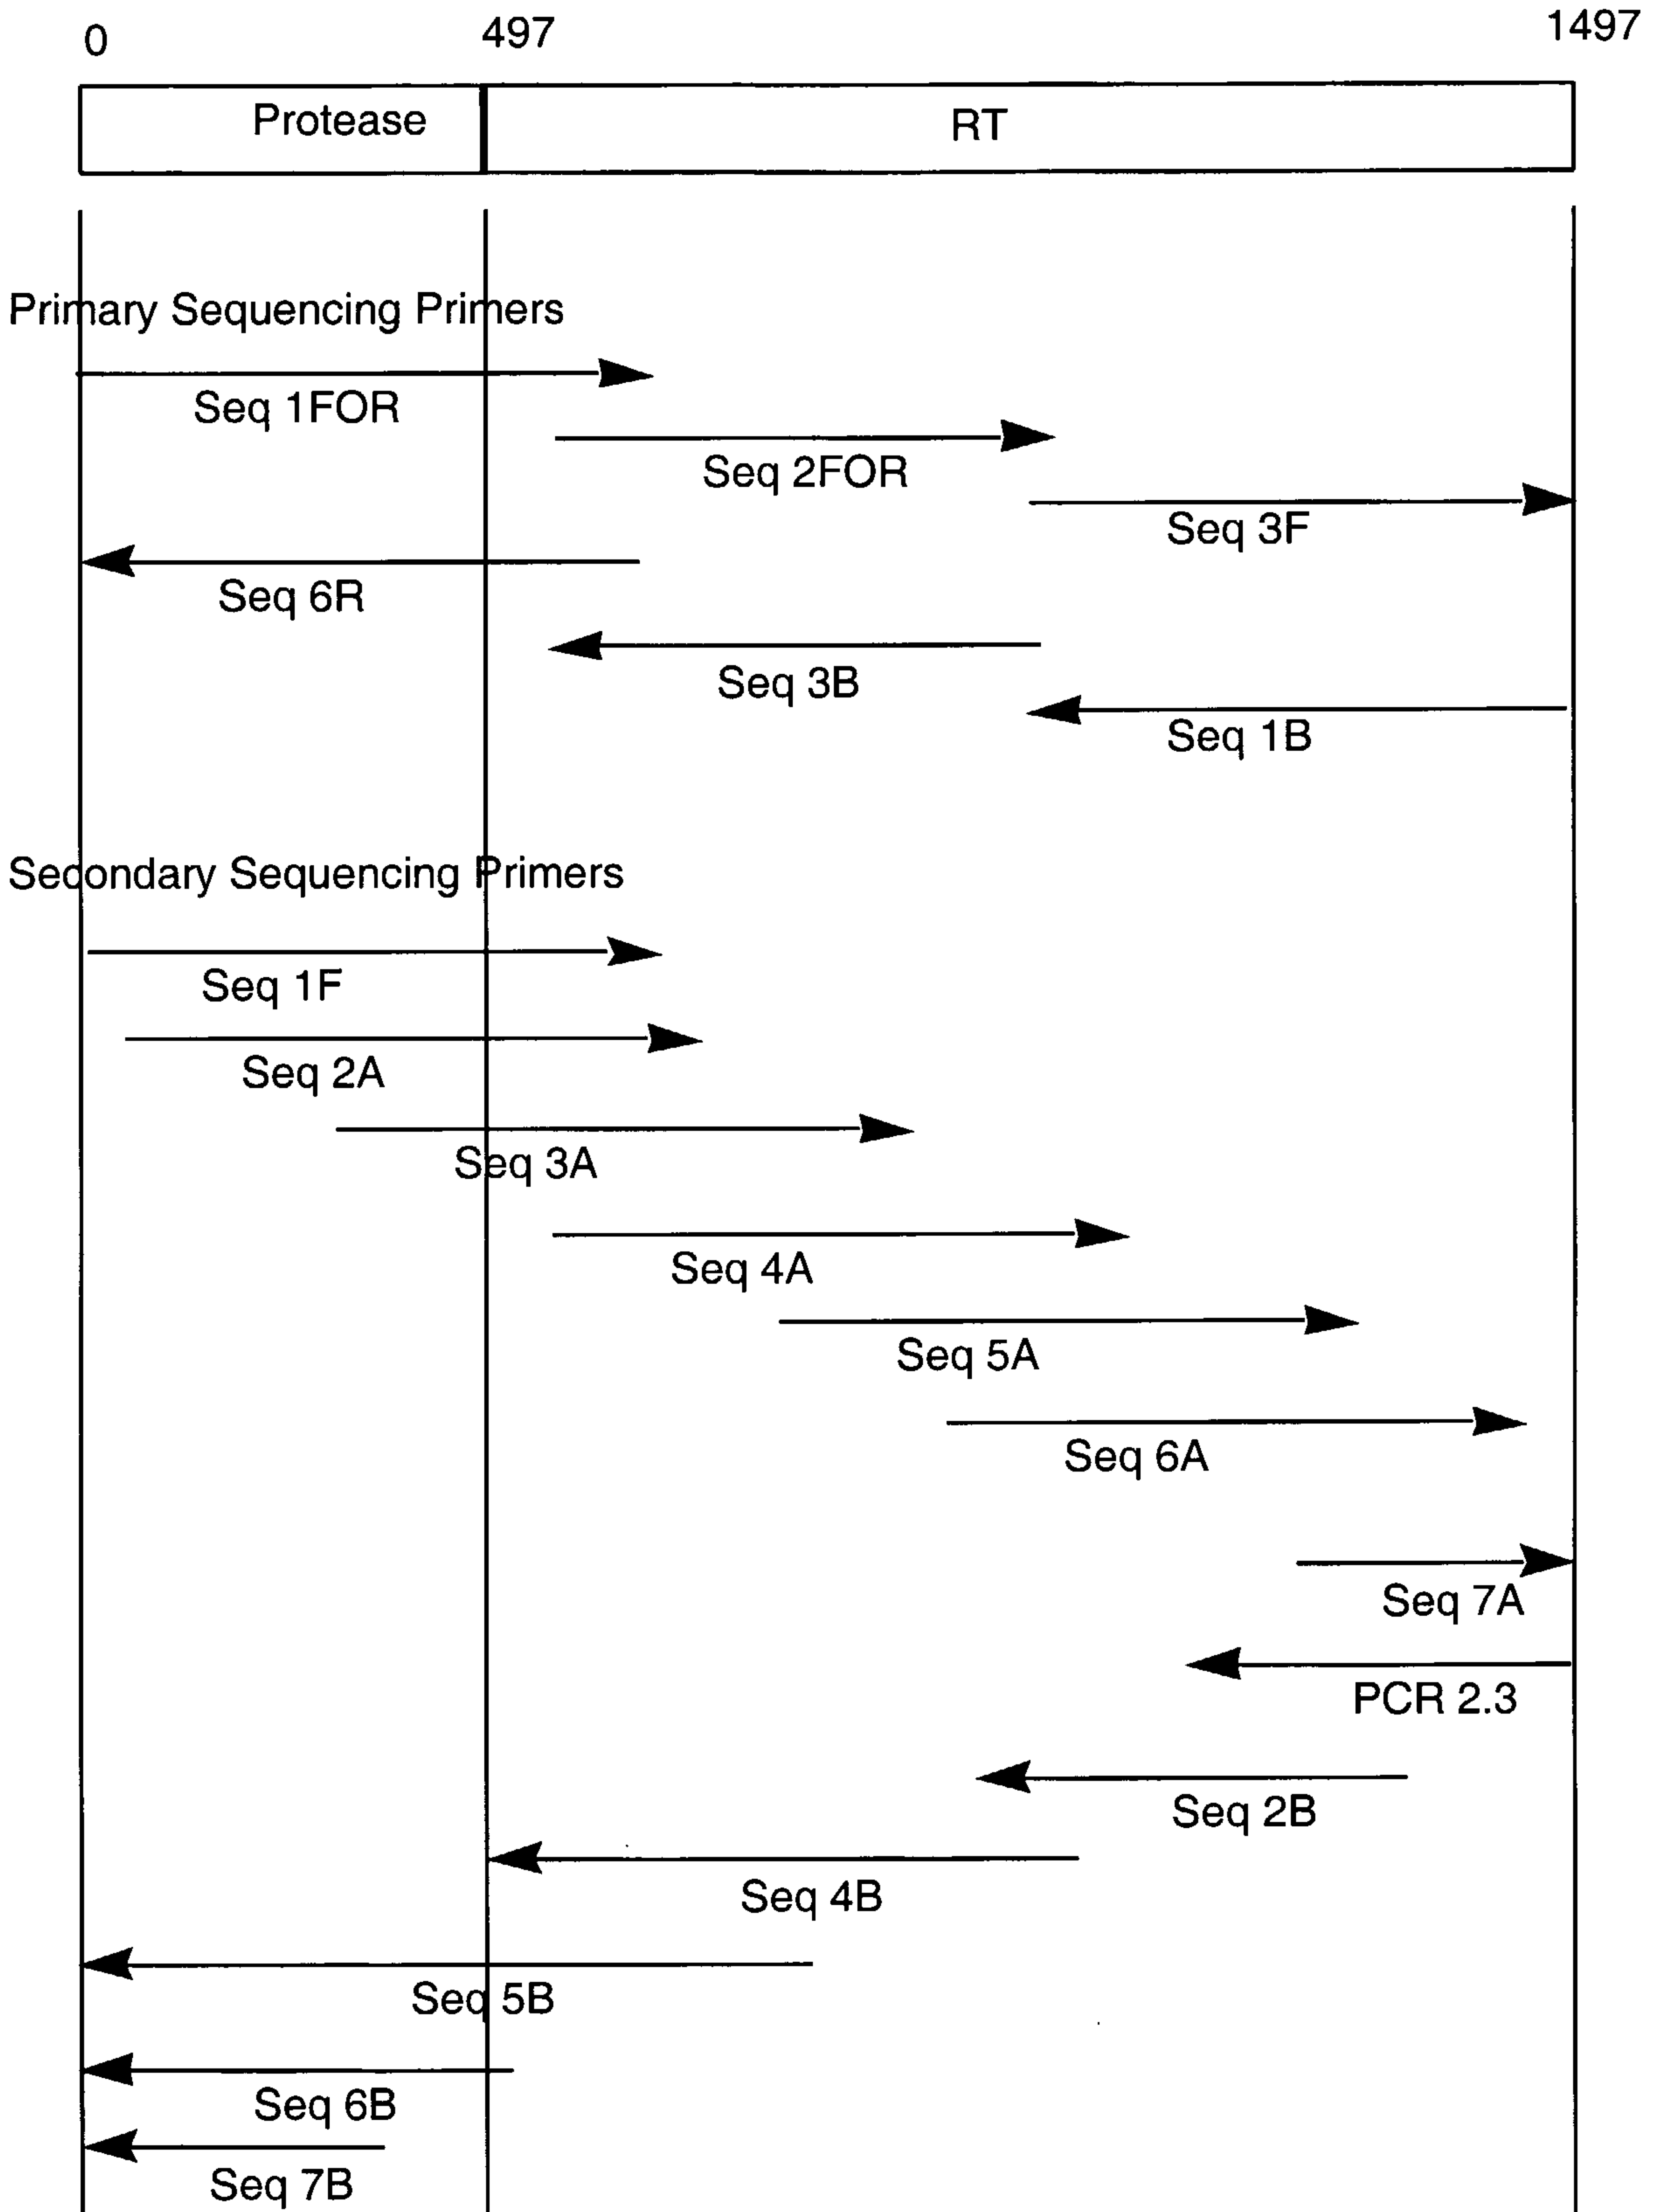 0 497 1497
Protease RT
Primary Sequencing Primers
Seq 1FOR
Seq 2FOR
Seq 3F
Seq 6R
Seq 3B
Seq 1B
Secondary Sequencing Primers
Seq 1F
Seq 2A
Seq 3A
Seq 4A
Seq 5A
Seq 6A
Seq 7A
PCR 2.3
Seq 2B
Seq 4B
Seq 5B
Seq 6B
Seq 7B